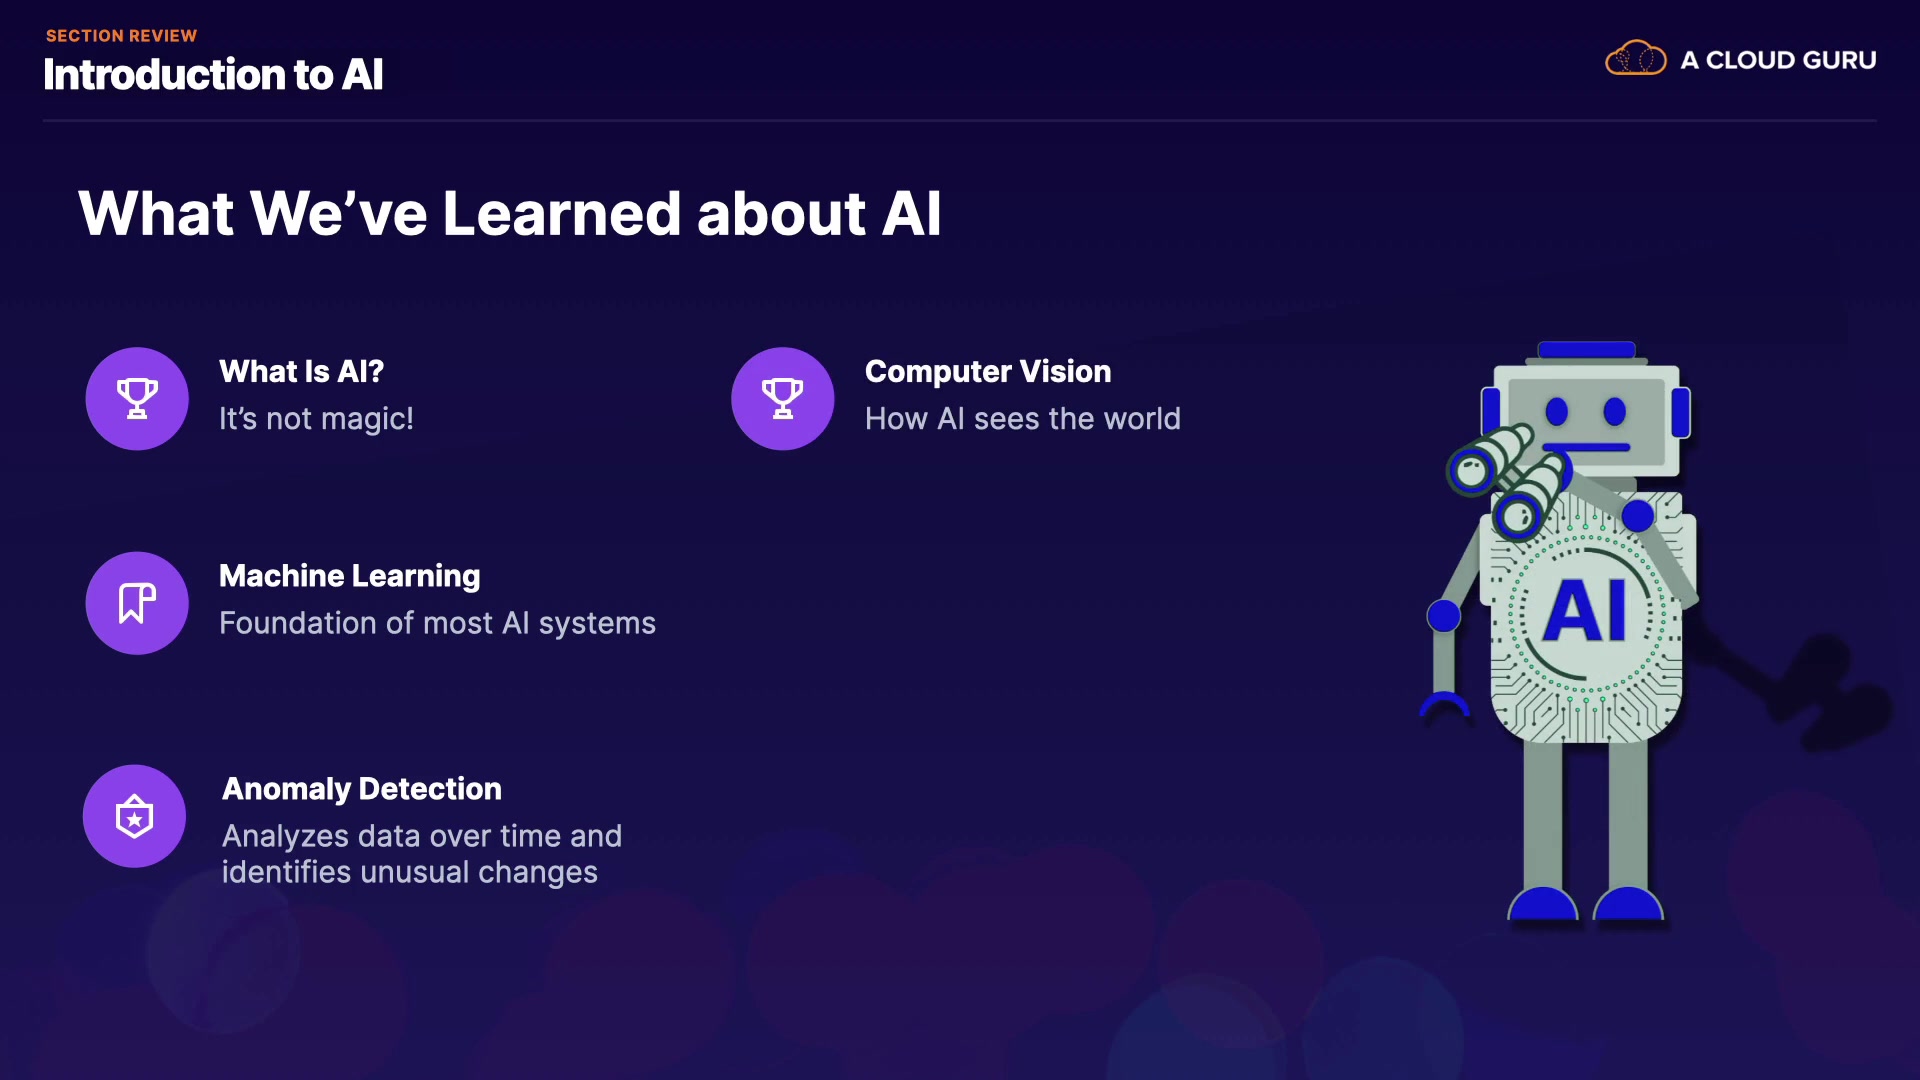 SECTION REVIEW
Introduction to AI
A CLOUD GURU
What We’ve Learned about AI
What Is AI?
It’s not magic!
Machine Learning
Foundation of most AI systems
Anomaly Detection
Analyzes data over time and
identifies unusual changes
Computer Vision
How AI sees the world
AI